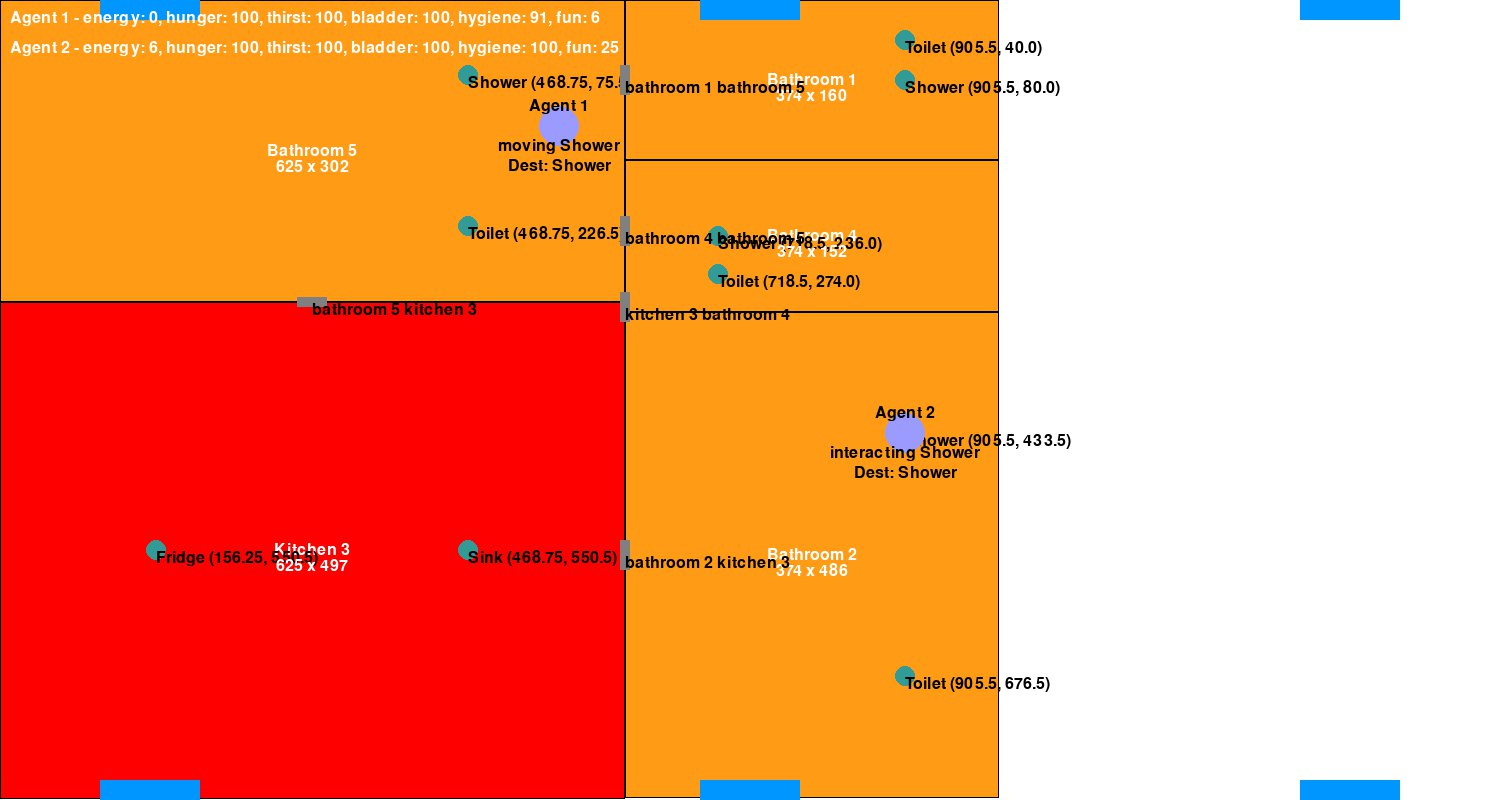 Agent 1 - energy: 0, hunger: 100, thirst: 100, bladder: 100, hygiene: 91, fun: 6
Agent 2 - energy: 6, hunger: 100, thirst: 100, bladder: 100, hygiene: 100, fun: 25
Toilet (905.5, 40.0)
Shower (468.75, 75.
bathroom 1 bathroom 5
Bathroom 1
374 x 160
Shower (905.5, 80.0)
Agent 1
moving Shower
Dest: Shower
Bathroom 5
625 x 302
Toilet (468.75, 226.5
bathroom 4 bathroom 5
Bathroom 4
374 x 152
Shower (718.5, 236.0)
Toilet (718.5, 274.0)
bathroom 5 kitchen 3
kitchen 3 bathroom 4
Agent 2
ower (905.5, 433.5)
interacting Shower
Dest: Shower
Fridge (156.25, 550.5)
Kitchen 3
625 x 497
Sink (468.75, 550.5)
bathroom 2 kitchen 3
Bathroom 2
374 x 486
Toilet (905.5, 676.5)